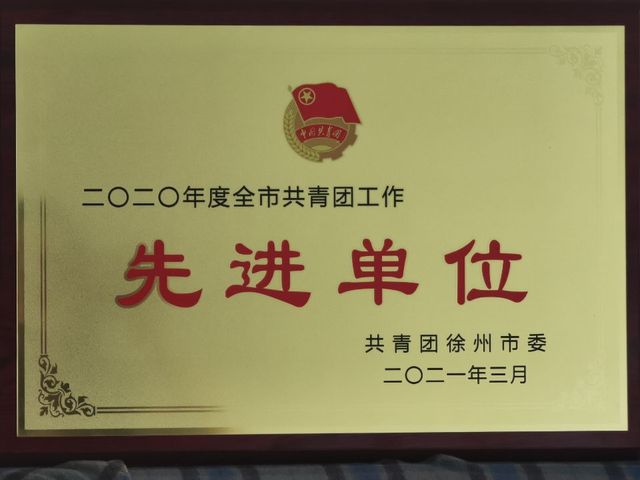 中国共青团
二〇二〇年度全市共青团工作
先进单位
共青团徐州市委
二〇二一年三月